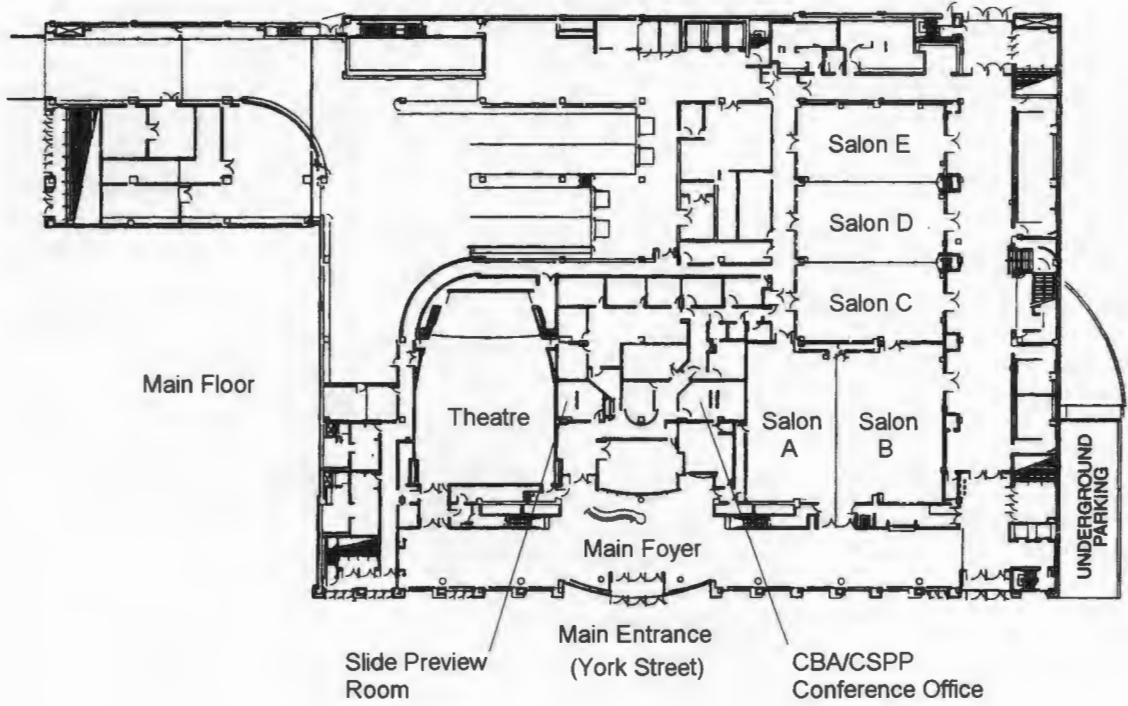 Salon E
Salon D
Salon C
Main Floor
Theatre
Salon
A
Salon
B
UNDERGROUND
PARKING
Main Foyer
Main Entrance
(York Street)
Slide Preview
Room
CBA/CSPP
Conference Office